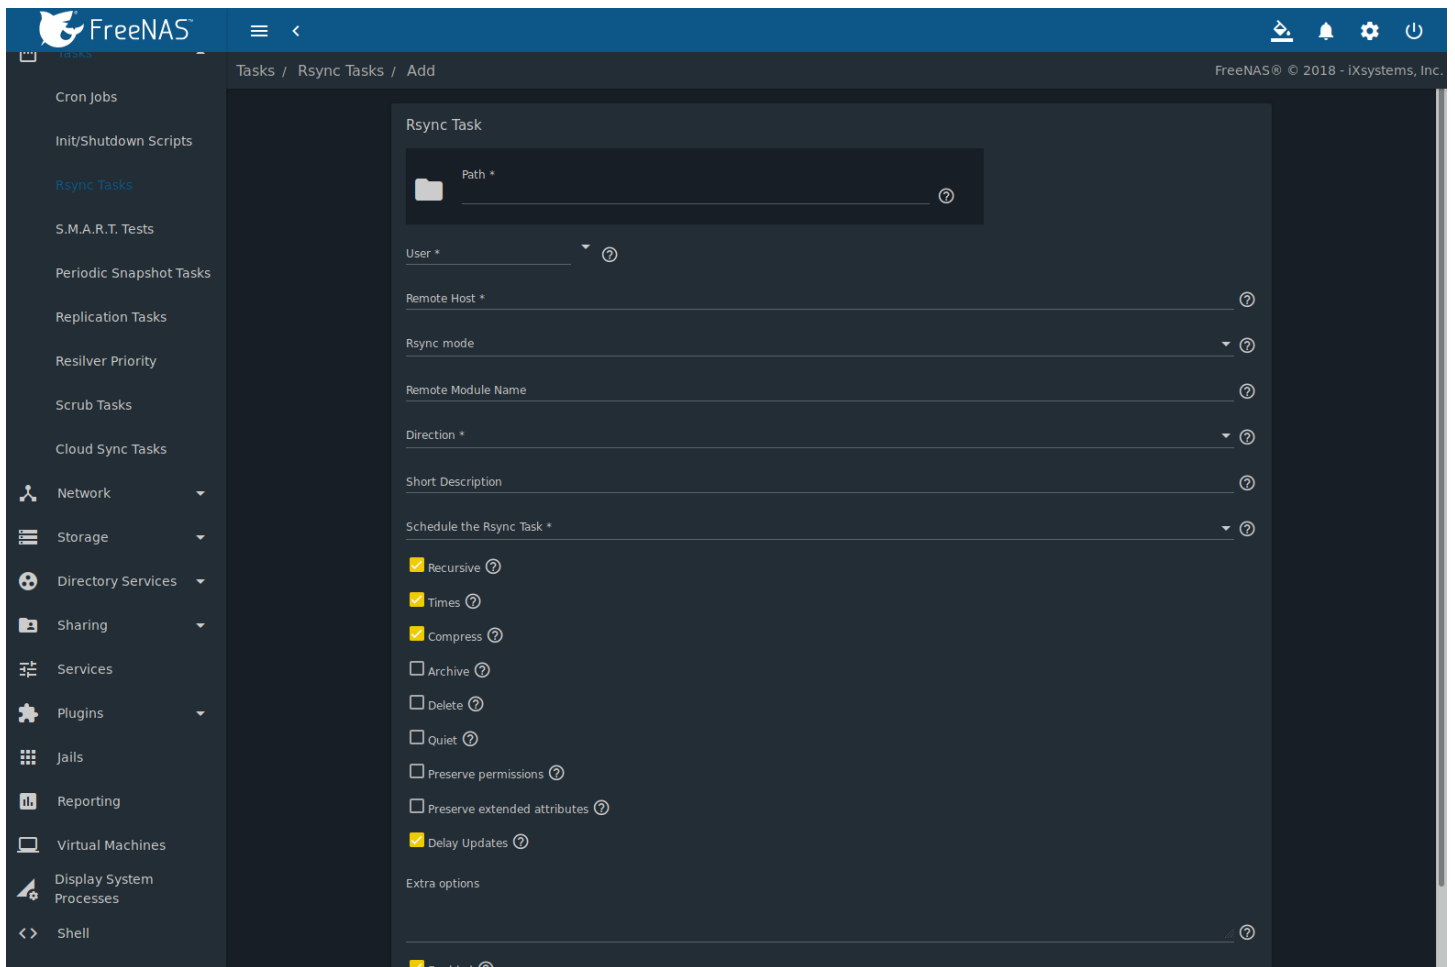 FreeNAS™
Tasks
Tasks / Rsync Tasks / Add
FreeNAS® © 2018 - iXsystems, Inc.
Cron Jobs
Init/Shutdown Scripts
Rsync Tasks
S.M.A.R.T. Tests
Periodic Snapshot Tasks
Replication Tasks
Resilver Priority
Scrub Tasks
Cloud Sync Tasks
Network
Storage
Directory Services
Sharing
Services
Plugins
Jails
Reporting
Virtual Machines
Display System
Processes
Shell
Rsync Task
Path *
User *
Remote Host *
Rsync mode
Remote Module Name
Direction *
Short Description
Schedule the Rsync Task *
Recursive
Times
Compress
Archive
Delete
Quiet
Preserve permissions
Preserve extended attributes
Delay Updates
Extra options